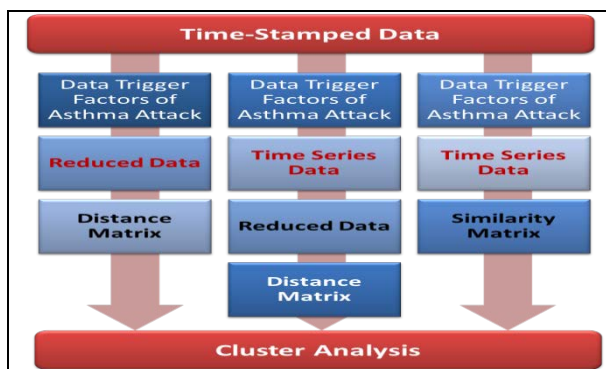 Time-Stamped Data
Data Trigger
Factors of
Asthma Attack
Reduced Data
Distance
Matrix
Data Trigger
Factors of
Asthma Attack
Time Series
Data
Reduced Data
Distance
Matrix
Data Trigger
Factors of
Asthma Attack
Time Series
Data
Similarity
Matrix
Cluster Analysis